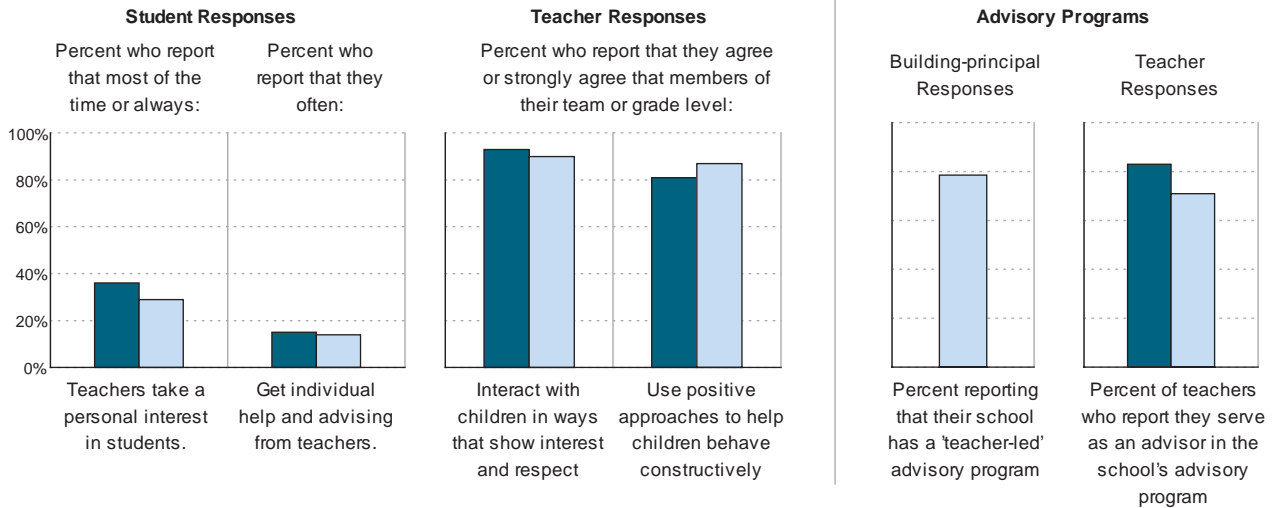 Student Responses
Percent who report
that most of the
time or always:
Percent who
report that they
often:
100%
80%
60%
40%
20%
0%
Teachers take a
personal interest
in students.
Get individual
help and advising
from teachers.
Teacher Responses
Percent who report that they agree
or strongly agree that members of
their team or grade level:
Interact with
children in ways
that show interest
and respect
Use positive
approaches to help
children behave
constructively
Advisory Programs
Building-principal
Responses
Percent reporting
that their school
has a 'teacher-led'
advisory program
Teacher
Responses
Percent of teachers
who report they serve
as an advisor in the
school's advisory
program